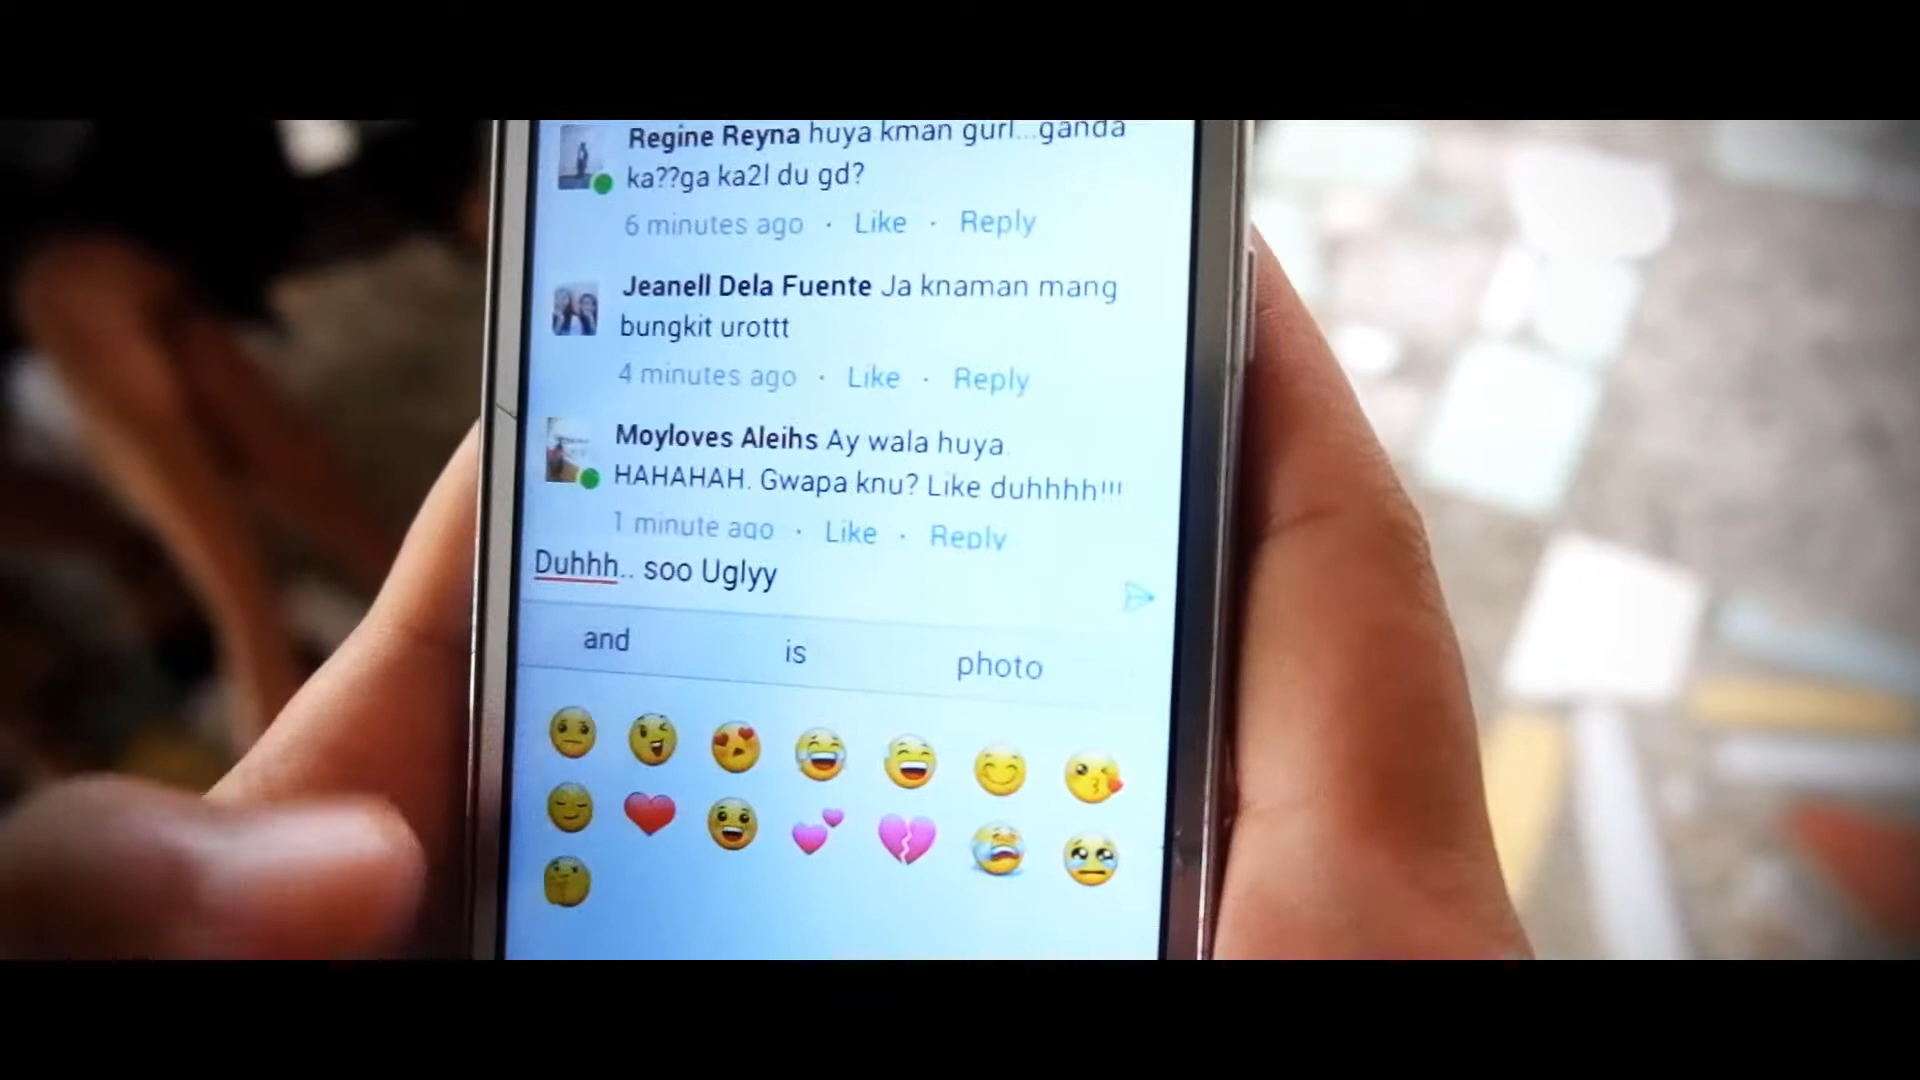 Regine Reyna huya kman gurl...ganda
ka??ga ka2l du gd?
6 minutes ago · Like · Reply
Jeanell Dela Fuente Ja knaman mang
bungkit urottt
4 minutes ago · Like · Reply
Moyloves Aleihs Ay wala huya.
HAHAHAH. Gwapa knu? Like duhhhh!!!
1 minute ago · Like · Reply
Duhhh.. soo Uglyy
and is photo